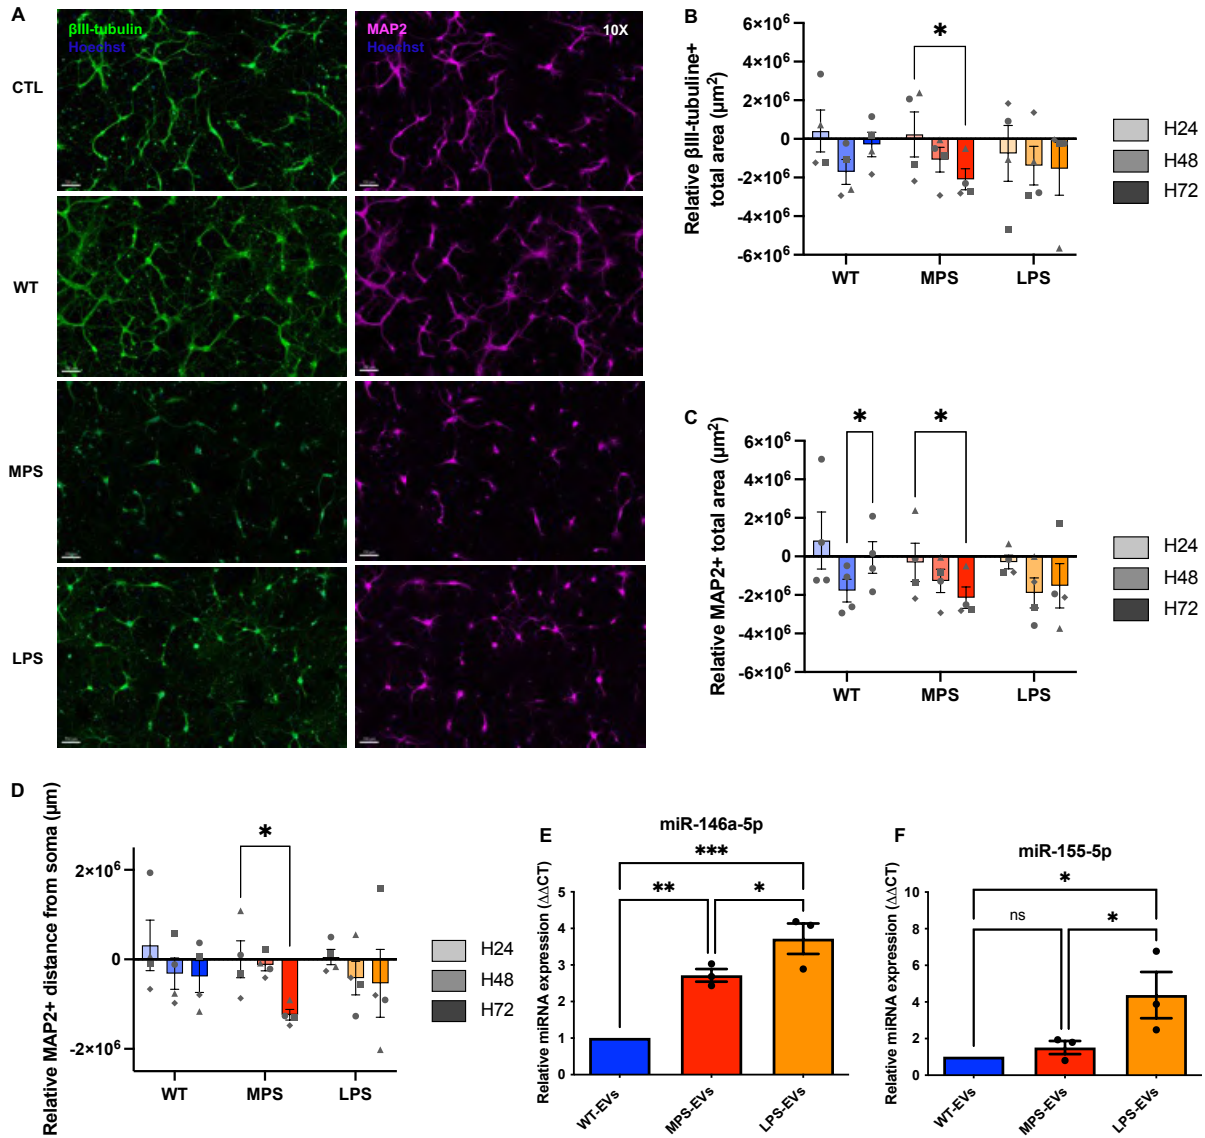 A
βIII-tubulin
Hoechst
MAP2
Hoechst
10X
CTL
WT
MPS
LPS
B
Relative βIII-tubuline+
total area (µm²)
6×10⁶
4×10⁶
2×10⁶
0
-2×10⁶
-4×10⁶
-6×10⁶
*
WT
MPS
LPS
H24
H48
H72
C
Relative MAP2+ total area (µm²)
6×10⁶
4×10⁶
2×10⁶
0
-2×10⁶
-4×10⁶
-6×10⁶
*
*
WT
MPS
LPS
H24
H48
H72
D
Relative MAP2+ distance from soma (µm)
2×10⁶
0
-2×10⁶
*
WT
MPS
LPS
H24
H48
H72
E
miR-146a-5p
Relative miRNA expression (ΔΔCT)
5
4
3
2
1
0
***
**
*
WT-EVs
MPS-EVs
LPS-EVs
F
miR-155-5p
Relative miRNA expression (ΔΔCT)
10
8
6
4
2
0
*
ns
*
WT-EVs
MPS-EVs
LPS-EVs